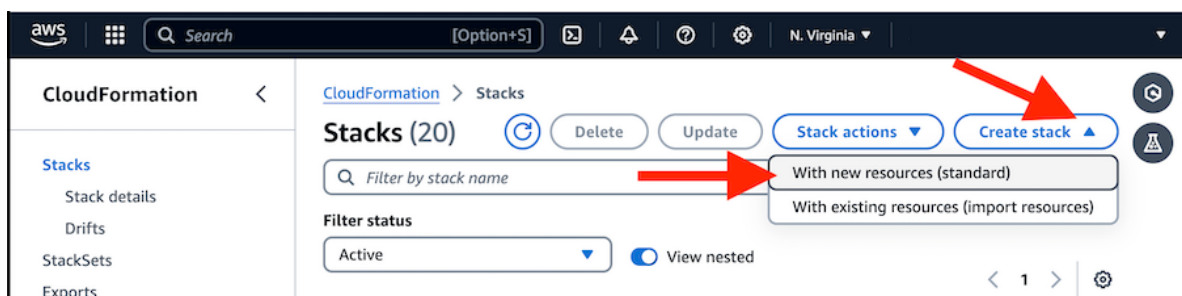 aws Search [Option+S] N. Virginia
CloudFormation
CloudFormation > Stacks
Stacks (20) Delete Update Stack actions Create stack
Stacks
Filter by stack name
With new resources (standard)
Stack details
With existing resources (import resources)
Drifts
Filter status
StackSets
Active View nested
Exports
1